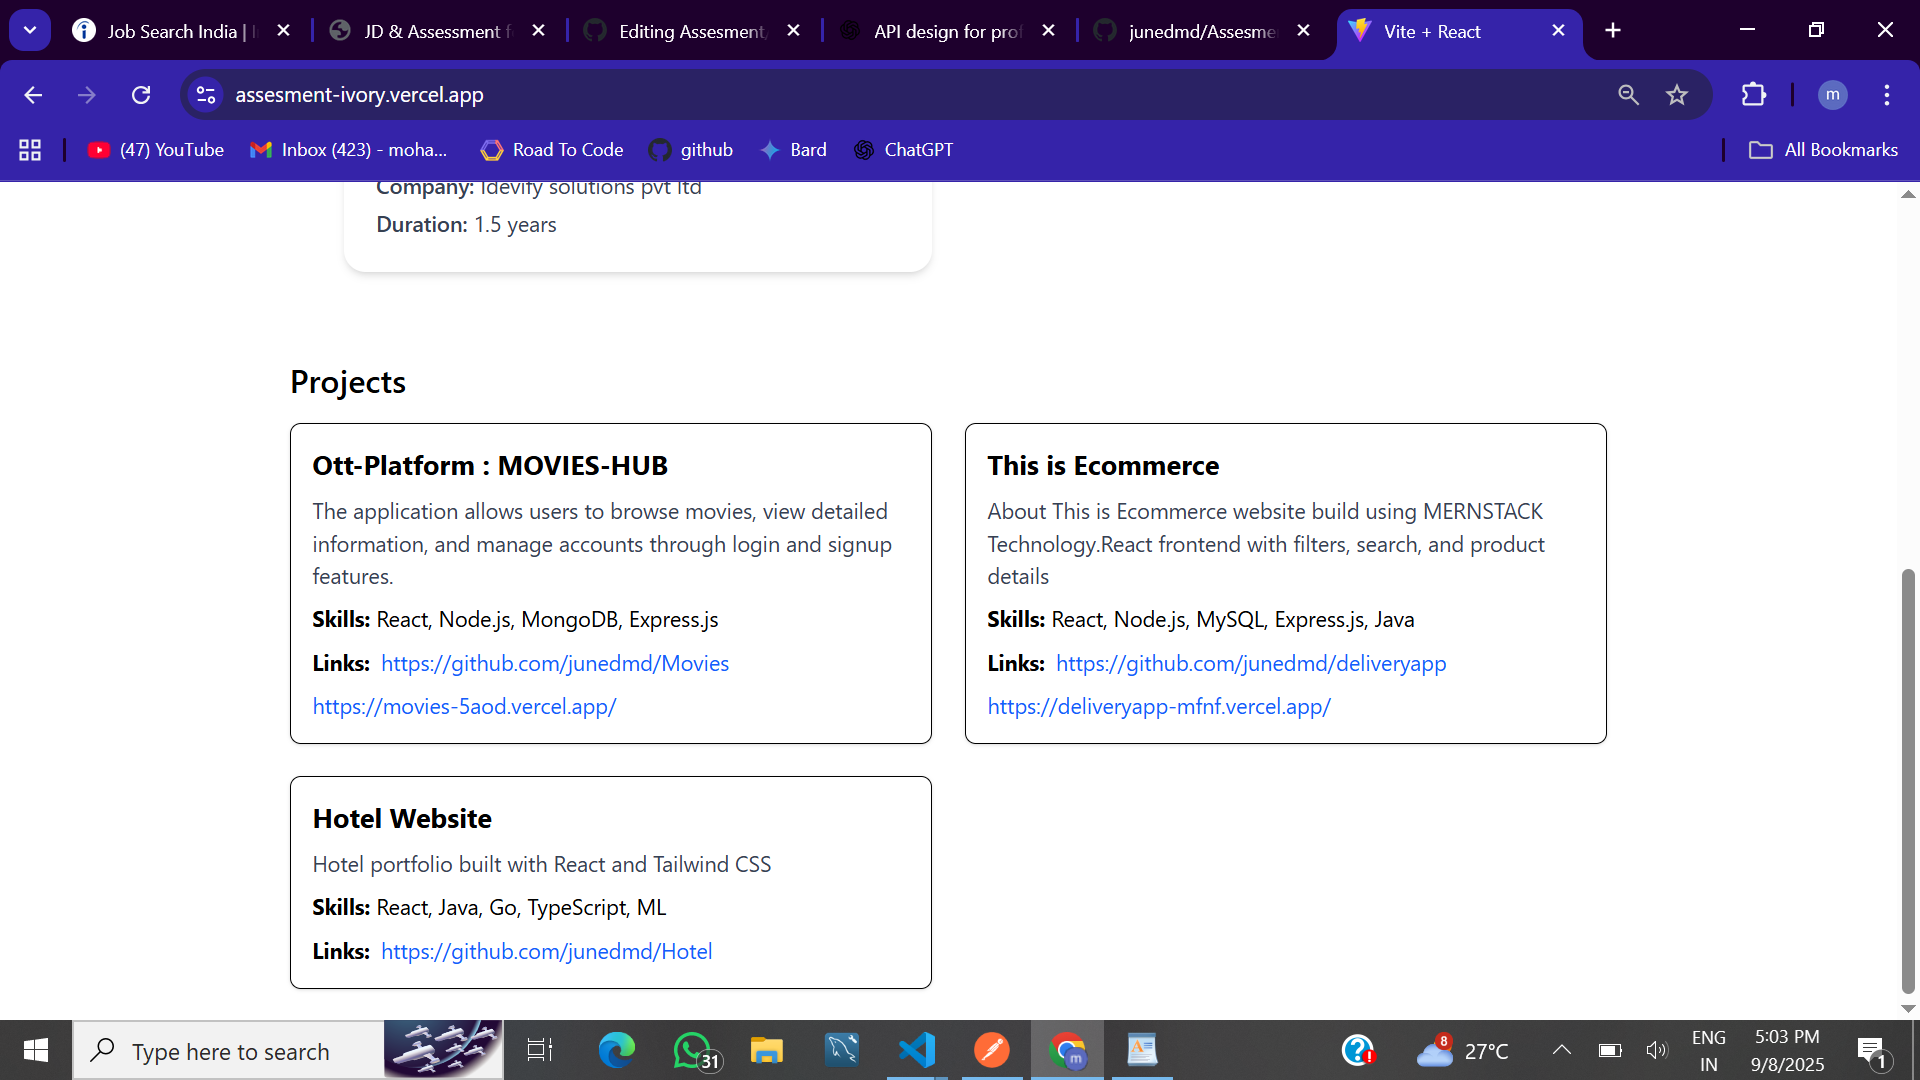 Job Search India |
JD & Assessment f
Editing Assesment/
API design for prof
junedmd/Assesme
Vite + React
assesment-ivory.vercel.app
m
(47) YouTube
Inbox (423) - moha...
Road To Code
github
Bard
ChatGPT
All Bookmarks
Company: Idevify solutions pvt ltd
Duration: 1.5 years
Projects
Ott-Platform : MOVIES-HUB
The application allows users to browse movies, view detailed
information, and manage accounts through login and signup
features.
Skills: React, Node.js, MongoDB, Express.js
Links: https://github.com/junedmd/Movies
https://movies-5aod.vercel.app/
This is Ecommerce
About This is Ecommerce website build using MERNSTACK
Technology.React frontend with filters, search, and product
details
Skills: React, Node.js, MySQL, Express.js, Java
Links: https://github.com/junedmd/deliveryapp
https://deliveryapp-mfnf.vercel.app/
Hotel Website
Hotel portfolio built with React and Tailwind CSS
Skills: React, Java, Go, TypeScript, ML
Links: https://github.com/junedmd/Hotel
Type here to search
31
m
8
27°C
ENG
IN
5:03 PM
9/8/2025
1